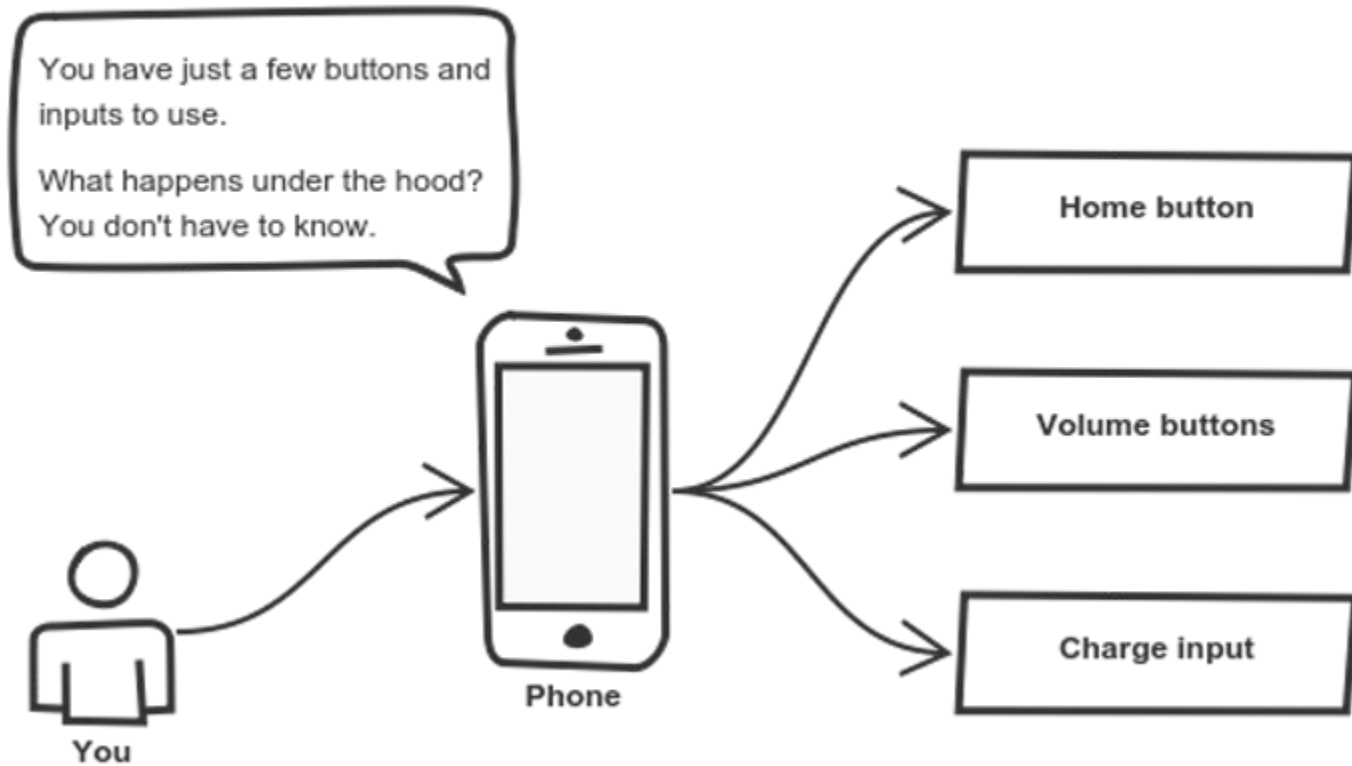 You have just a few buttons and
inputs to use.
What happens under the hood?
You don't have to know.
Home button
Volume buttons
Charge input
Phone
You